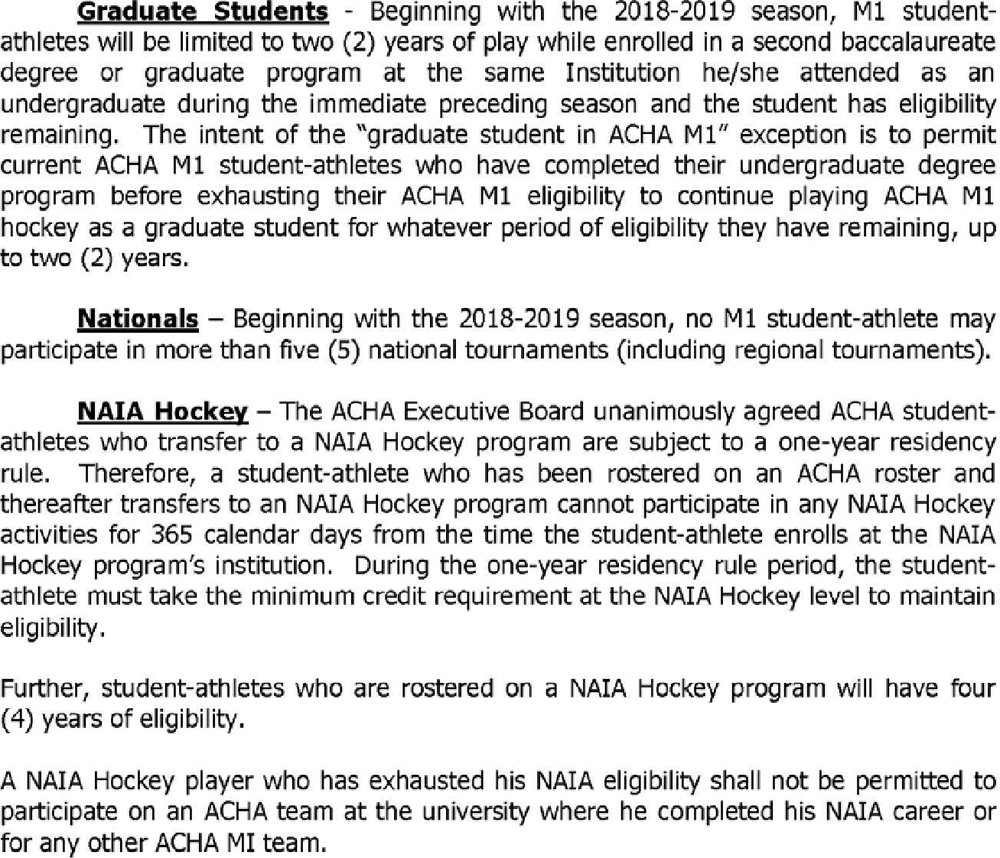 Graduate Students - Beginning with the 2018-2019 season, M1 student-
athletes will be limited to two (2) years of play while enrolled in a second baccalaureate
degree or graduate program at the same Institution he/she attended as an
undergraduate during the immediate preceding season and the student has eligibility
remaining.  The intent of the “graduate student in ACHA M1” exception is to permit
current ACHA M1 student-athletes who have completed their undergraduate degree
program before exhausting their ACHA M1 eligibility to continue playing ACHA M1
hockey as a graduate student for whatever period of eligibility they have remaining, up
to two (2) years.
Nationals – Beginning with the 2018-2019 season, no M1 student-athlete may
participate in more than five (5) national tournaments (including regional tournaments).
NAIA Hockey – The ACHA Executive Board unanimously agreed ACHA student-
athletes who transfer to a NAIA Hockey program are subject to a one-year residency
rule.  Therefore, a student-athlete who has been rostered on an ACHA roster and
thereafter transfers to an NAIA Hockey program cannot participate in any NAIA Hockey
activities for 365 calendar days from the time the student-athlete enrolls at the NAIA
Hockey program’s institution.  During the one-year residency rule period, the student-
athlete must take the minimum credit requirement at the NAIA Hockey level to maintain
eligibility.
Further, student-athletes who are rostered on a NAIA Hockey program will have four
(4) years of eligibility.
A NAIA Hockey player who has exhausted his NAIA eligibility shall not be permitted to
participate on an ACHA team at the university where he completed his NAIA career or
for any other ACHA MI team.